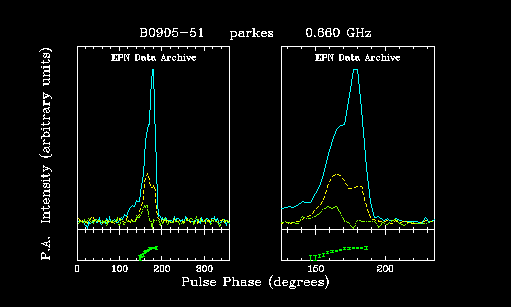 B0905-51 parkes 0.660 GHz
EPN Data Archive EPN Data Archive
P.A. Intensity (arbitrary units)
0 100 200 300 160 200
Pulse Phase (degrees)